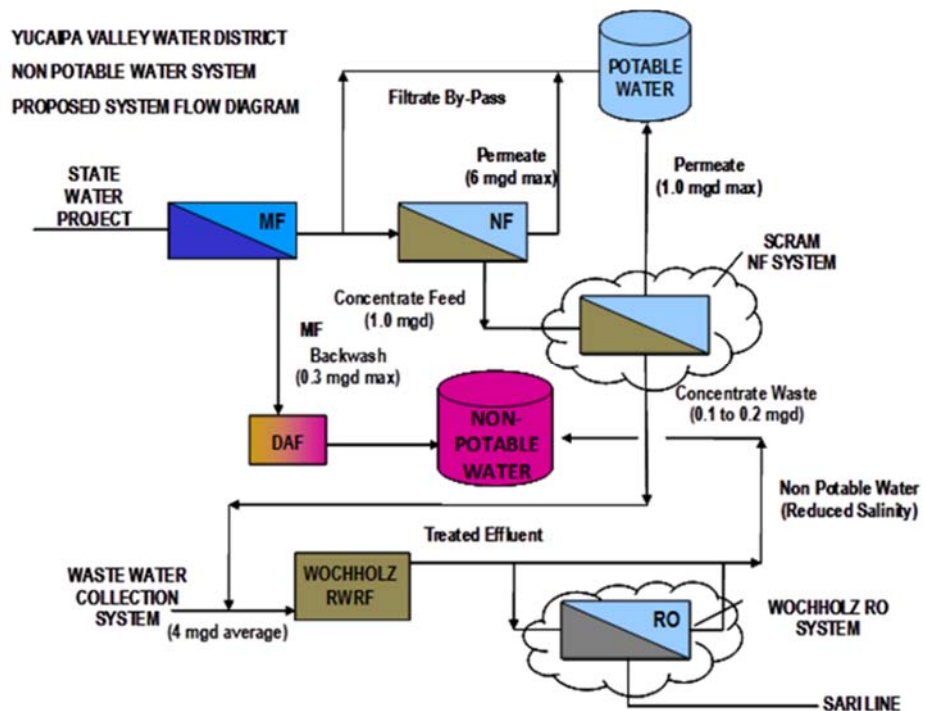 YUCAIPA VALLEY WATER DISTRICT
NON POTABLE WATER SYSTEM
PROPOSED SYSTEM FLOW DIAGRAM
POTABLE
WATER
Filtrate By-Pass
Permeate
(6 mgd max)
Permeate
(1.0 mgd max)
STATE
WATER
PROJECT
MF
NF
SCRAM
NF SYSTEM
Concentrate Feed
(1.0 mgd)
MF
Backwash
(0.3 mgd max)
Concentrate Waste
(0.1 to 0.2 mgd)
DAF
NON-
POTABLE
WATER
Non Potable Water
(Reduced Salinity)
Treated Effluent
WASTE WATER
COLLECTION
SYSTEM
(4 mgd average)
WOCHHOLZ
RWRF
RO
WOCHHOLZ RO
SYSTEM
SARI LINE